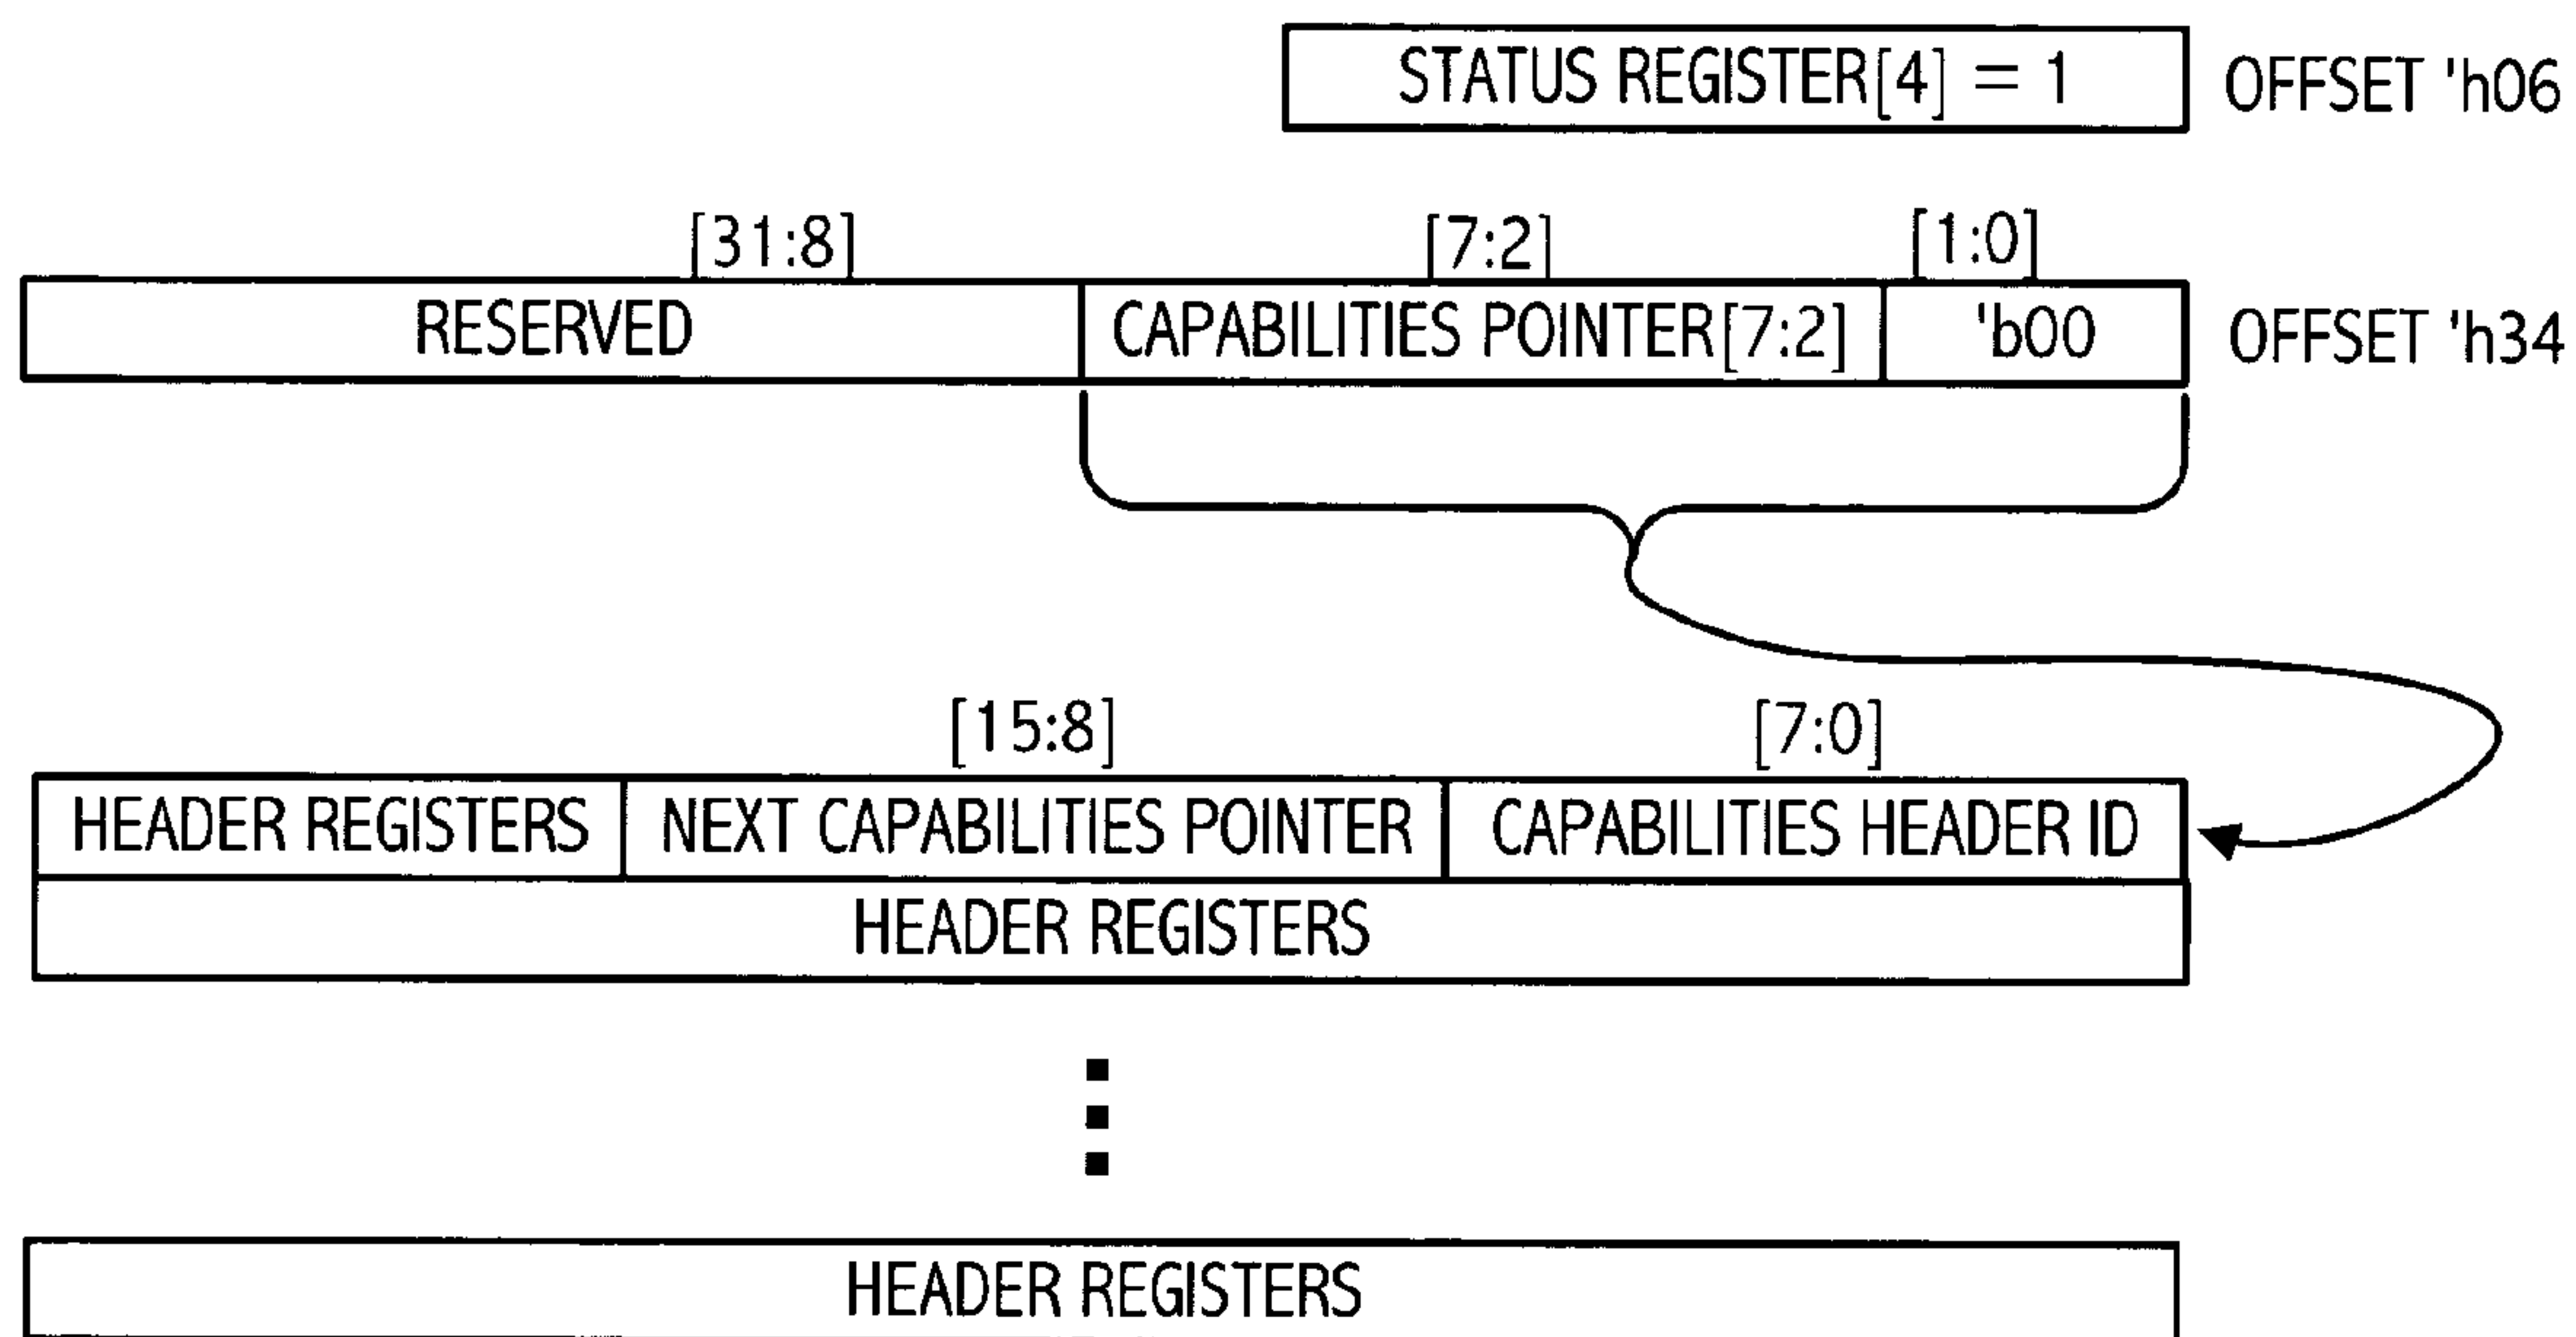 STATUS REGISTER[4] = 1 OFFSET 'h06
[31:8] [7:2] [1:0]
RESERVED CAPABILITIES POINTER[7:2] 'b00 OFFSET 'h34
[15:8] [7:0]
HEADER REGISTERS NEXT CAPABILITIES POINTER CAPABILITIES HEADER ID
HEADER REGISTERS
HEADER REGISTERS